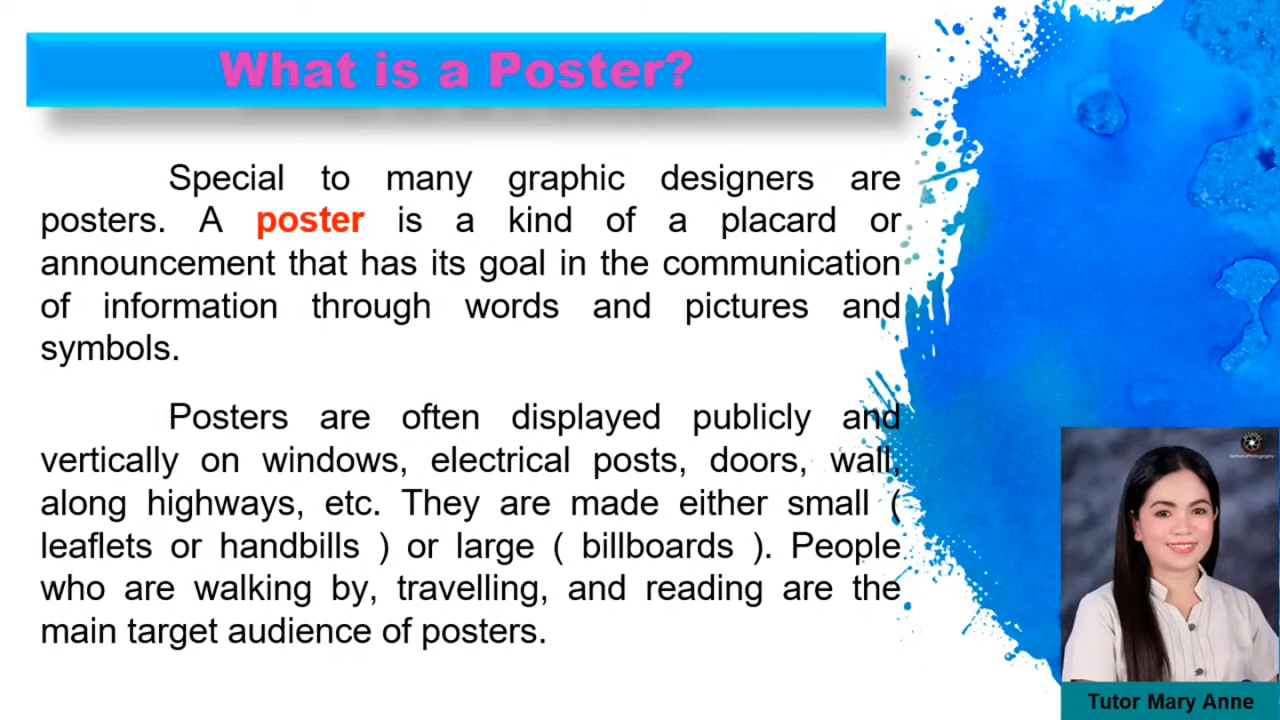 What is a Poster?
Special to many graphic designers are
posters. A poster is a kind of a placard or
announcement that has its goal in the communication
of information through words and pictures and
symbols.
Posters are often displayed publicly and
vertically on windows, electrical posts, doors, wall,
along highways, etc. They are made either small (
leaflets or handbills ) or large ( billboards ). People
who are walking by, travelling, and reading are the
main target audience of posters.
Tutor Mary Anne